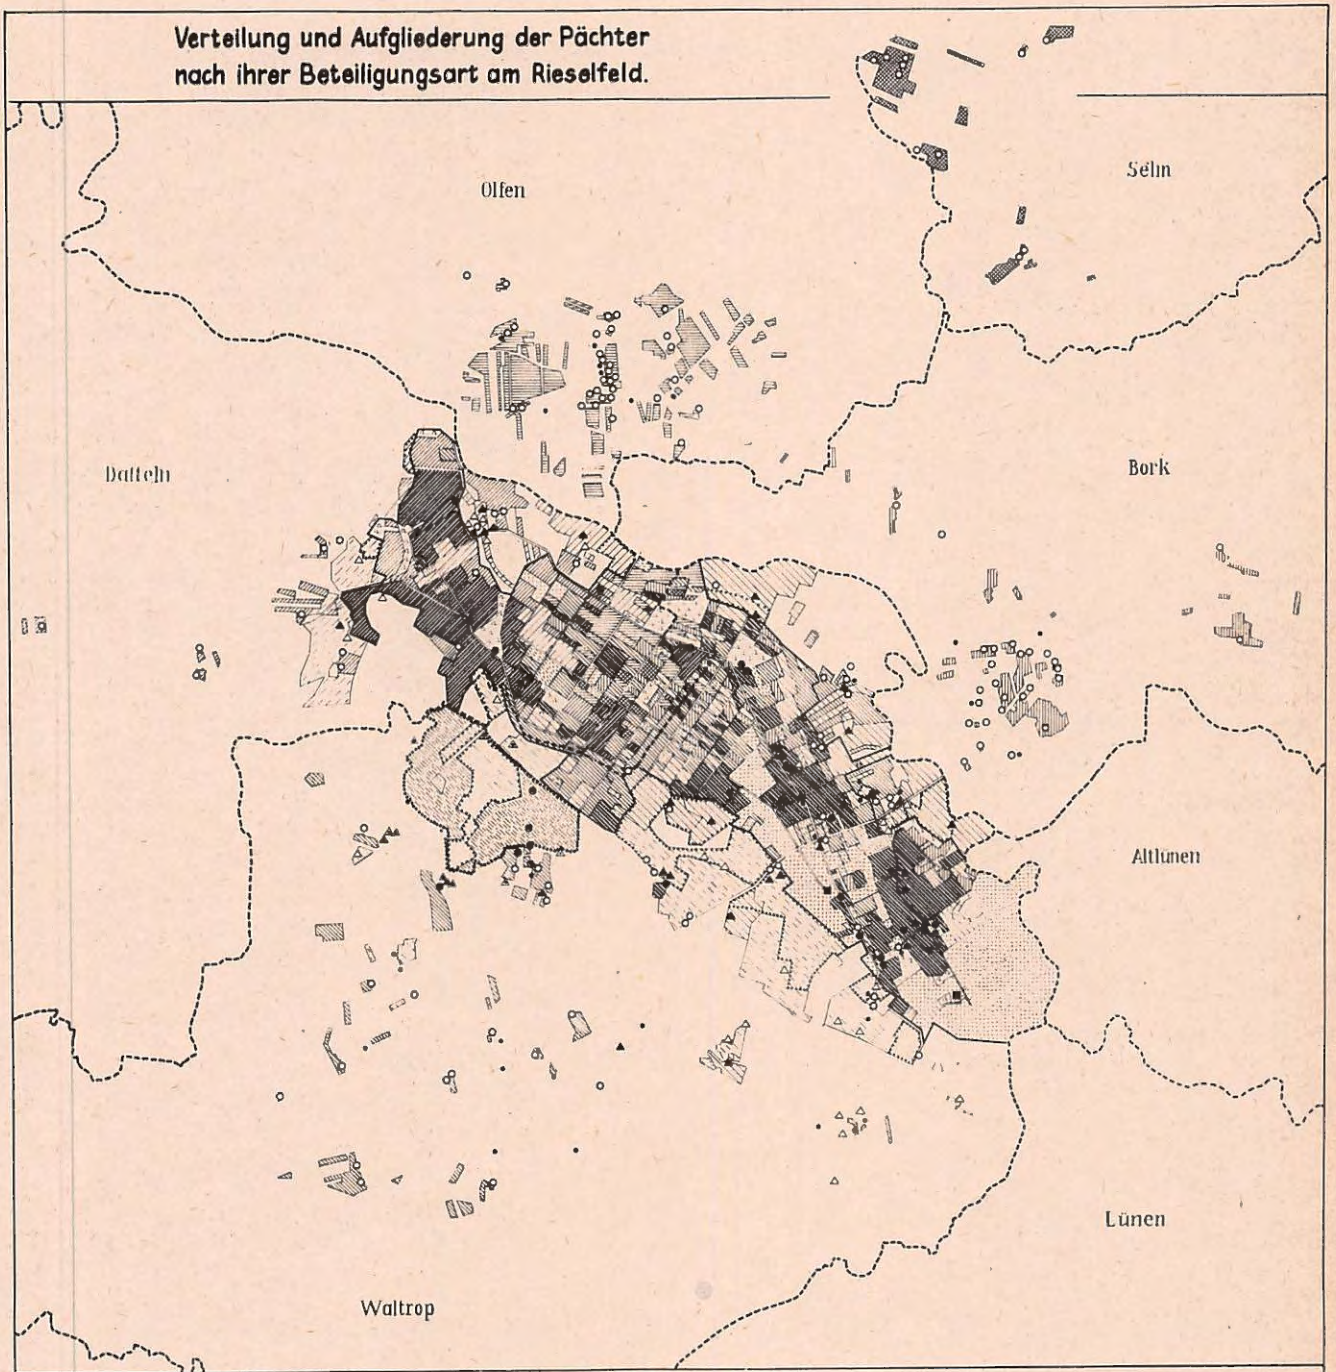 Verteilung und Aufgliederung der Pächter
nach ihrer Beteiligungsart am Rieselfeld.
Selm
Olfen
Datteln
Bork
Altlünen
Lünen
Waltrop